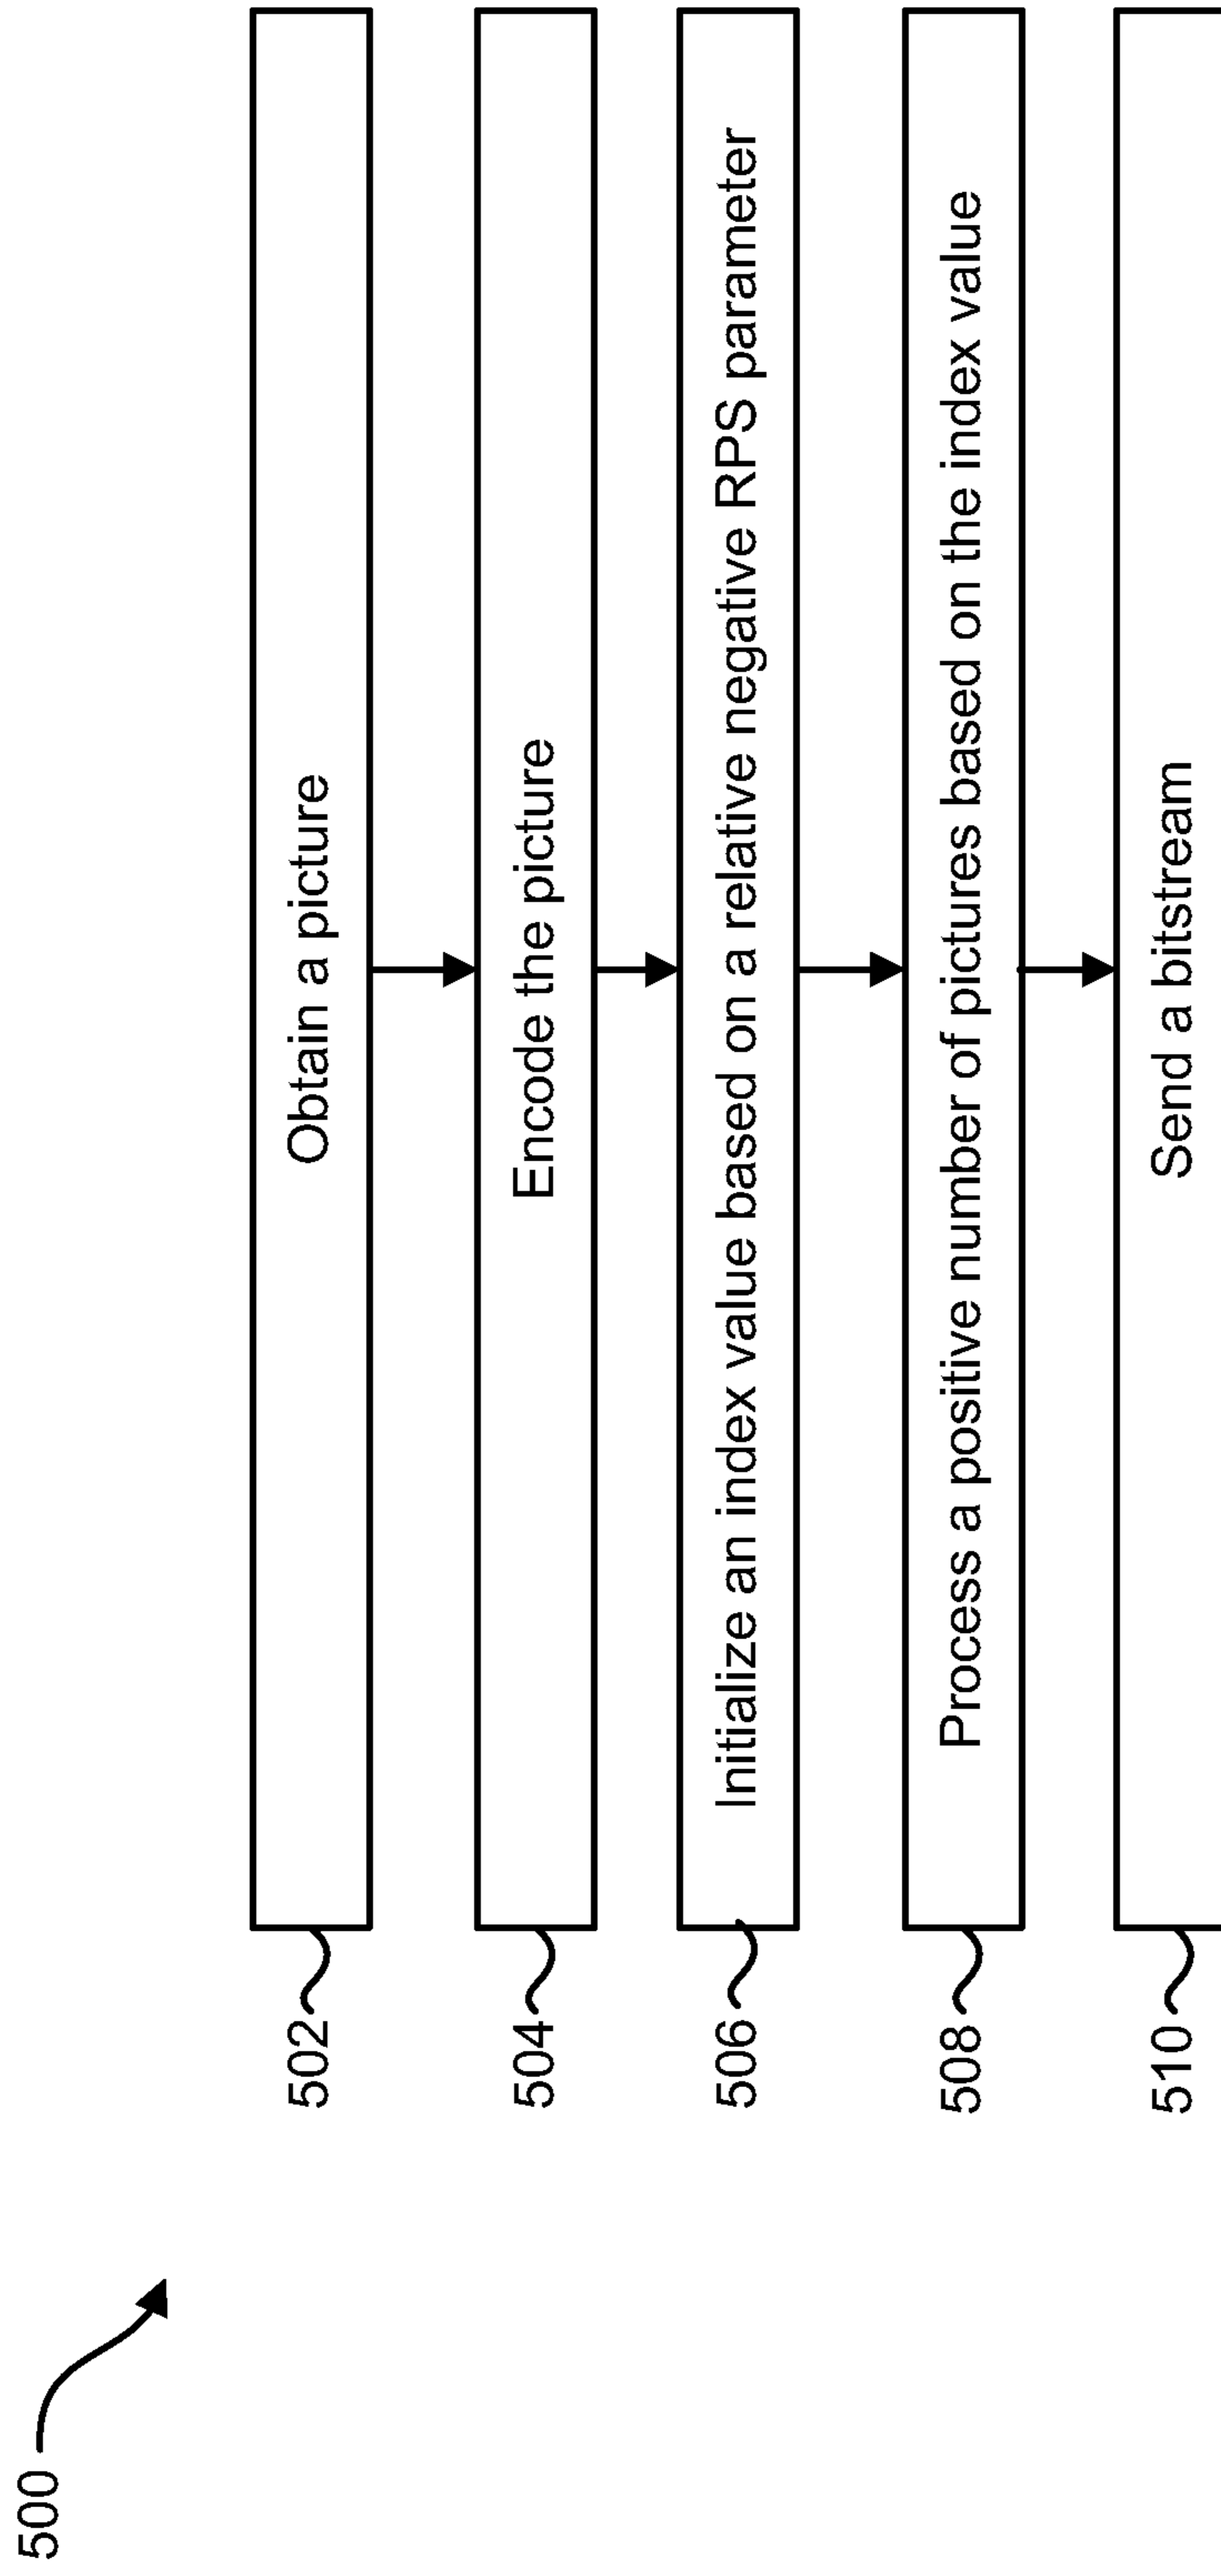 500
502
Obtain a picture
504
Encode the picture
506
Initialize an index value based on a relative negative RPS parameter
508
Process a positive number of pictures based on the index value
510
Send a bitstream